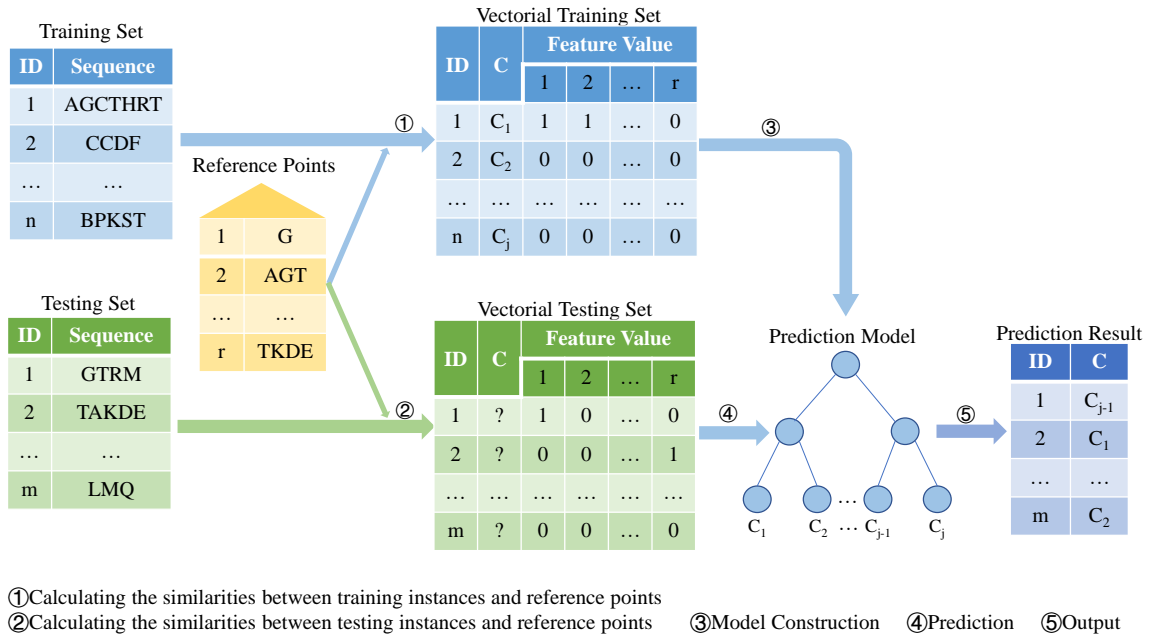 Training Set
ID Sequence
1 AGCTHRT
2 CCDF
… …
n BPKST
Reference Points
1 G
2 AGT
… …
r TKDE
Testing Set
ID Sequence
1 GTRM
2 TAKDE
… …
m LMQ
①
②
Vectorial Training Set
ID C Feature Value
1 2 … r
1 C1 1 1 … 0
2 C2 0 0 … 0
… … … … … …
n Cj 0 0 … 0
Vectorial Testing Set
ID C Feature Value
1 2 … r
1 ? 1 0 … 0
2 ? 0 0 … 1
… … … … … …
m ? 0 0 … 0
③
④
Prediction Model
…
C1 C2 … Cj-1 Cj
⑤
Prediction Result
ID C
1 Cj-1
2 C1
… …
m C2
①Calculating the similarities between training instances and reference points
②Calculating the similarities between testing instances and reference points ③Model Construction ④Prediction ⑤Output